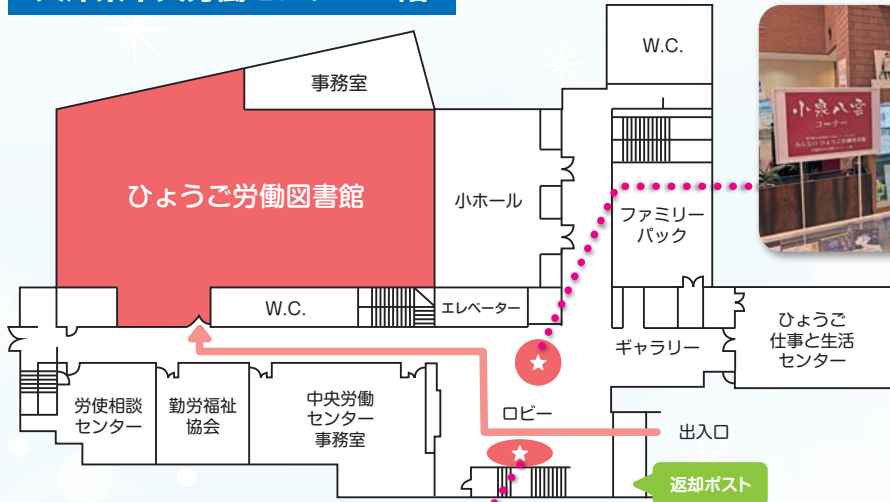 W.C.
事務室
小泉八雲
コーナー
ひょうご労働図書館
小ホール
ファミリー
パック
W.C.
エレベーター
ギャラリー
ひょうご
仕事と生活
センター
労使相談
センター
勤労福祉
協会
中央労働
センター
事務室
ロビー
出入口
返却ポスト